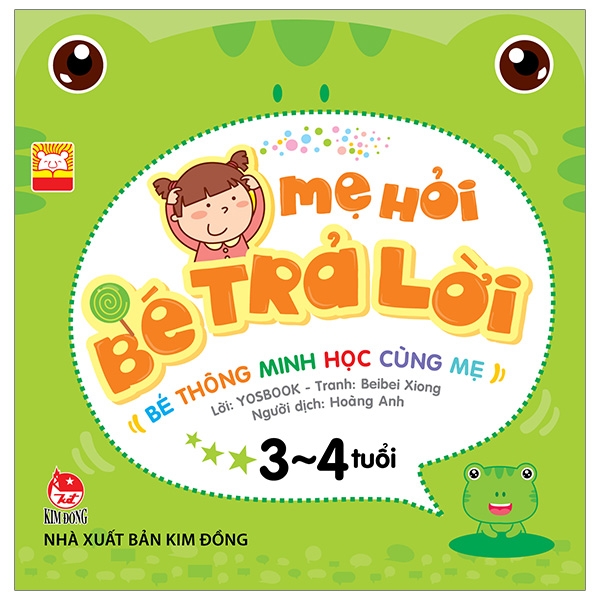 MẸ HỎI
BÉ TRẢ LỜI
BÉ THÔNG MINH HỌC CÙNG MẸ
Lời: YOSBOOK - Tranh: Beibei Xiong
Người dịch: Hoàng Anh
3~4 tuổi
KIM ĐỒNG
NHÀ XUẤT BẢN KIM ĐỒNG